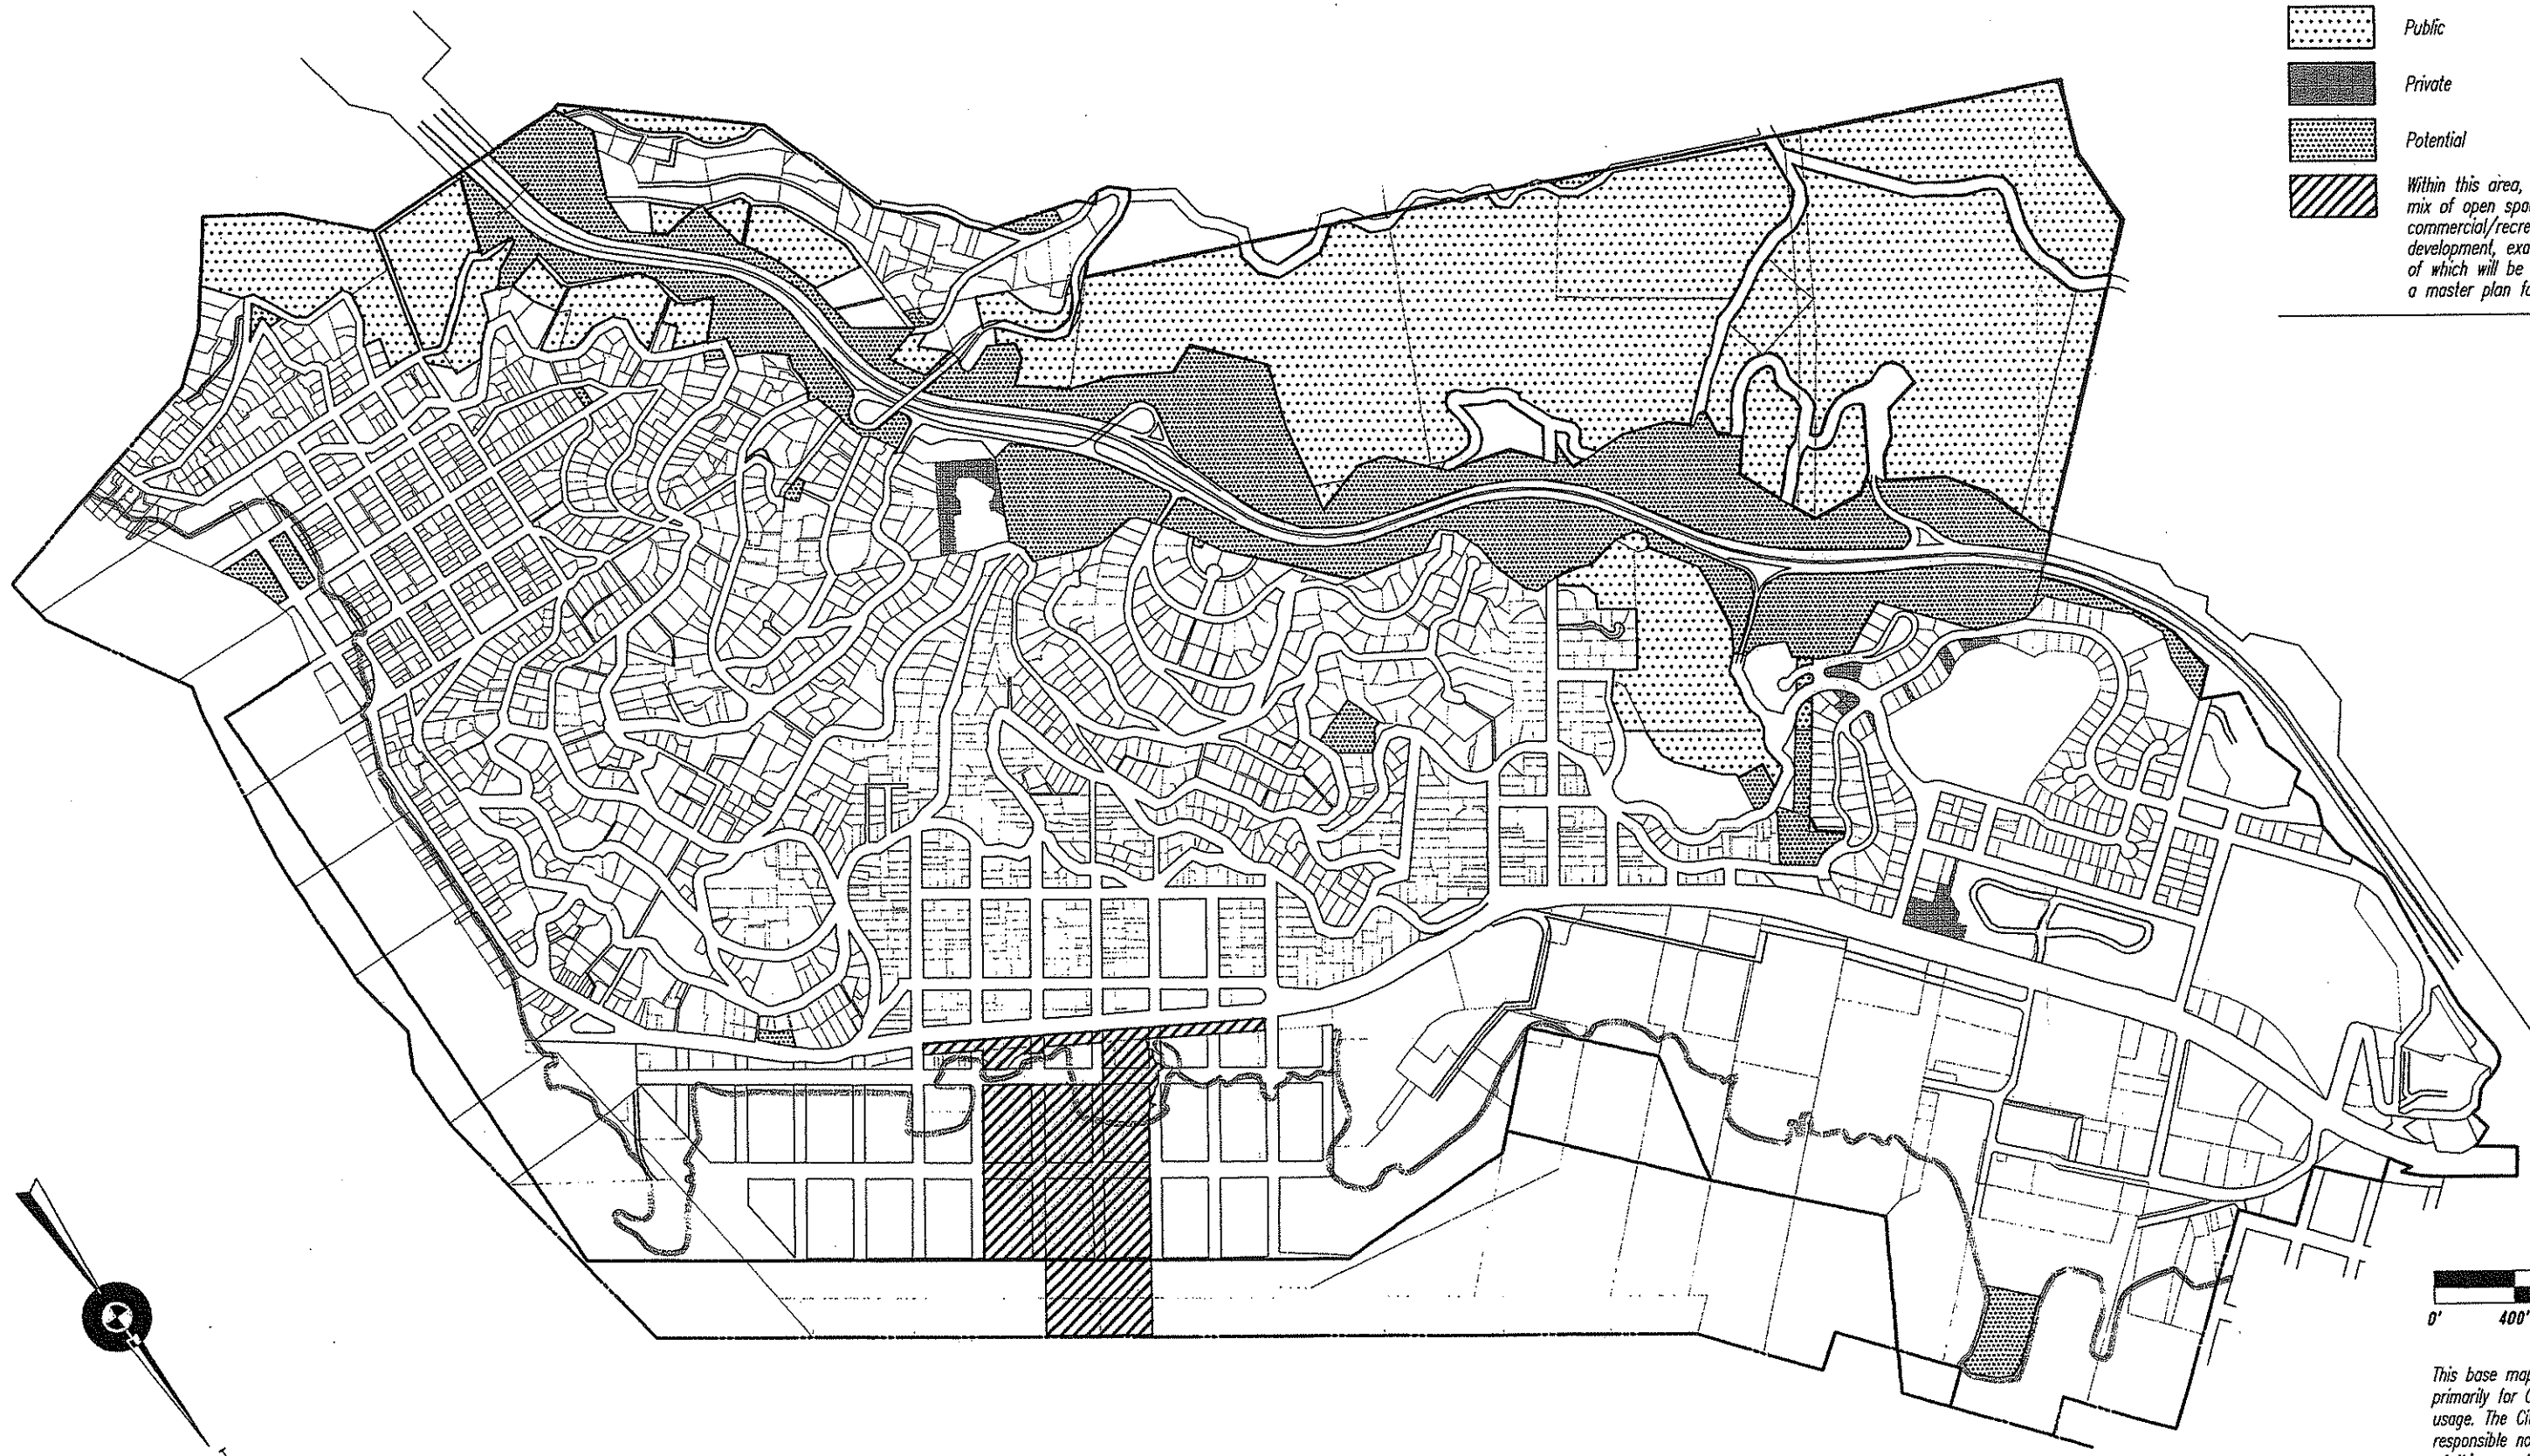 Public
Private
Potential
Within this area,
mix of open spa
commercial/recre
development, exa
of which will be
a master plan fo
0' 400'
This base map
primarily for
usage. The Ci
responsible no